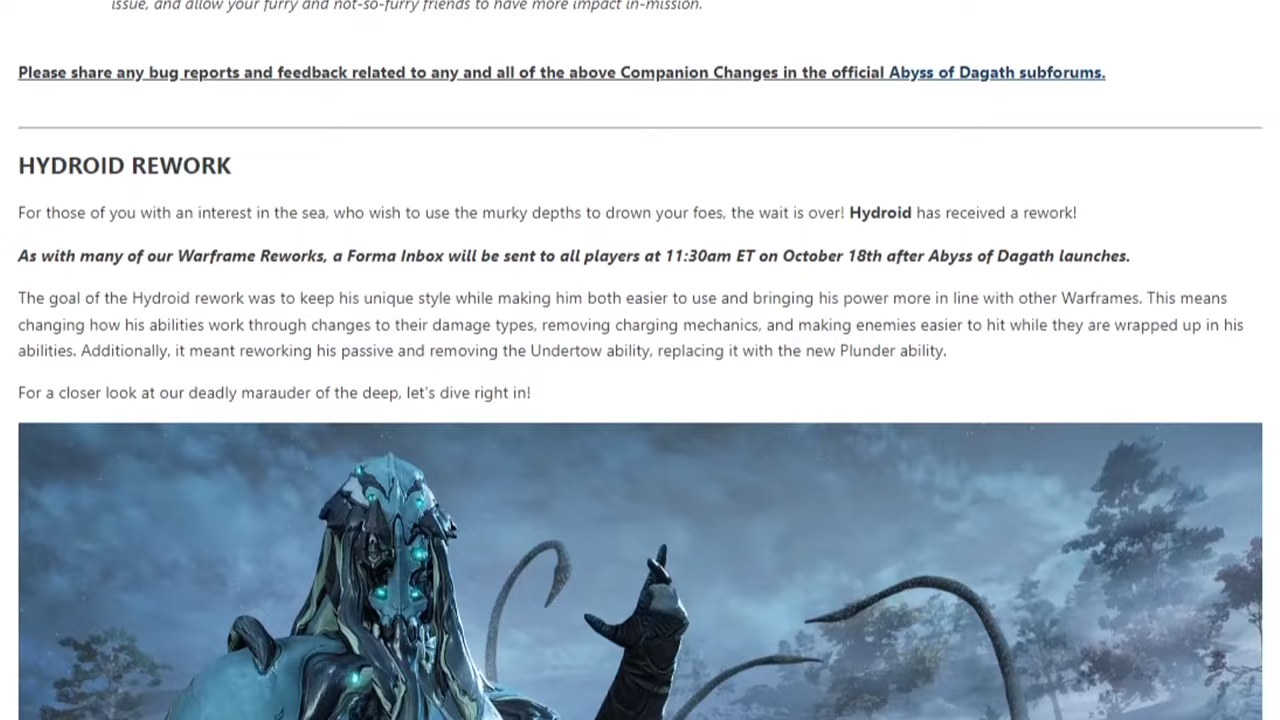 issue, and allow your furry and not-so-furry friends to have more impact in-mission.
Please share any bug reports and feedback related to any and all of the above Companion Changes in the official Abyss of Dagath subforums.
HYDROID REWORK
For those of you with an interest in the sea, who wish to use the murky depths to drown your foes, the wait is over! Hydroid has received a rework!
As with many of our Warframe Reworks, a Forma Inbox will be sent to all players at 11:30am ET on October 18th after Abyss of Dagath launches.
The goal of the Hydroid rework was to keep his unique style while making him both easier to use and bringing his power more in line with other Warframes. This means
changing how his abilities work through changes to their damage types, removing charging mechanics, and making enemies easier to hit while they are wrapped up in his
abilities. Additionally, it meant reworking his passive and removing the Undertow ability, replacing it with the new Plunder ability.
For a closer look at our deadly marauder of the deep, let's dive right in!